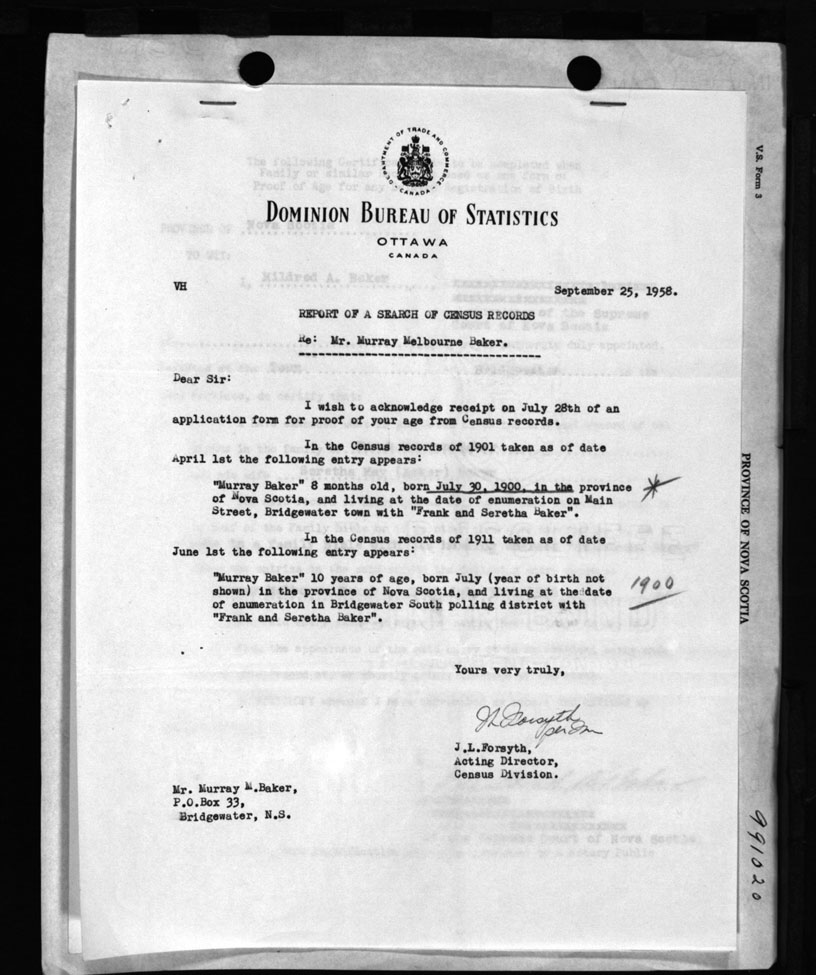 DEPARTMENT OF TRADE AND COMMERCE
CANADA
DOMINION BUREAU OF STATISTICS
OTTAWA
CANADA
VH
September 25, 1958.
REPORT OF A SEARCH OF CENSUS RECORDS
Re: Mr. Murray Melbourne Baker.
Dear Sir:
I wish to acknowledge receipt on July 28th of an
application form for proof of your age from Census records.
In the Census records of 1901 taken as of date
April 1st the following entry appears:
"Murray Baker" 8 months old, born July 30, 1900, in the province
of Nova Scotia, and living at the date of enumeration on Main
Street, Bridgewater town with "Frank and Seretha Baker".
In the Census records of 1911 taken as of date
June 1st the following entry appears:
"Murray Baker" 10 years of age, born July (year of birth not
shown) in the province of Nova Scotia, and living at the date
of enumeration in Bridgewater South polling district with
"Frank and Seretha Baker".
1900
Yours very truly,
J L Forsyth
per
J.L.Forsyth,
Acting Director,
Census Division.
Mr. Murray M.Baker,
P.O.Box 33,
Bridgewater, N.S.
V.S. Form 3
PROVINCE OF NOVA SCOTIA
991020
Nova Scotia
Mildred A. Baker